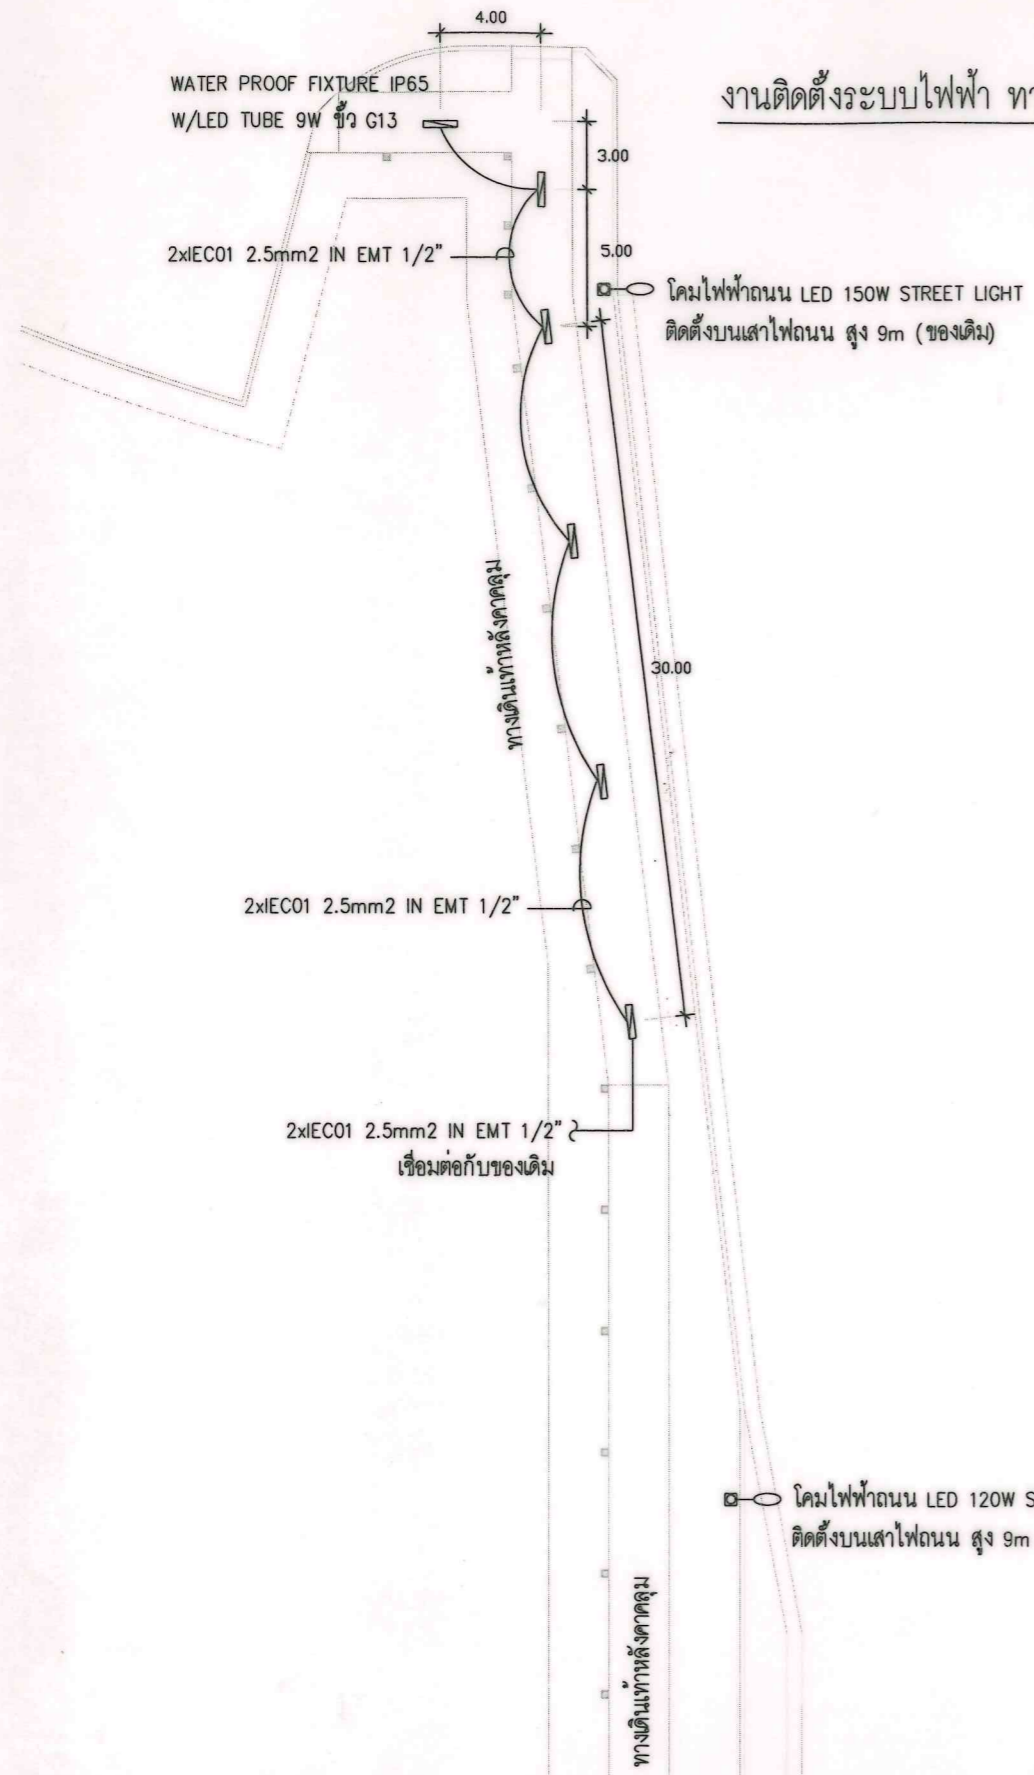 4.00
WATER PROOF FIXTURE IP65
W/LED TUBE 9W ขั้ว G13
งานติดตั้งระบบไฟฟ้า
3.00
2xIEC01 2.5mm2 IN EMT 1/2"
5.00
โคมไฟฟ้าถนน LED 150W STREET LIGHT
ติดตั้งบนเสาไฟถนน สูง 9m (ของเดิม)
ทางเดินเท้าหลังคาคลุม
30.00
2xIEC01 2.5mm2 IN EMT 1/2"
2xIEC01 2.5mm2 IN EMT 1/2"
เชื่อมต่อกับของเดิม
โคมไฟฟ้าถนน LED 120W
ติดตั้งบนเสาไฟถนน สูง 9m
ทางเดินเท้าหลังคาคลุม